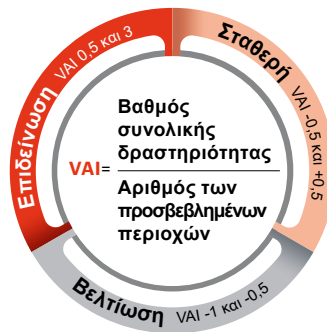 Επιδείνωση VAI 0,5 και 3
Σταθερή VAI -0,5 και +0,5
VAI=
Βαθμός
συνολικής
δραστηριότητας
Αριθμός των
προσβεβλημένων
περιοχών
Βελτίωση VAI -1 και -0,5